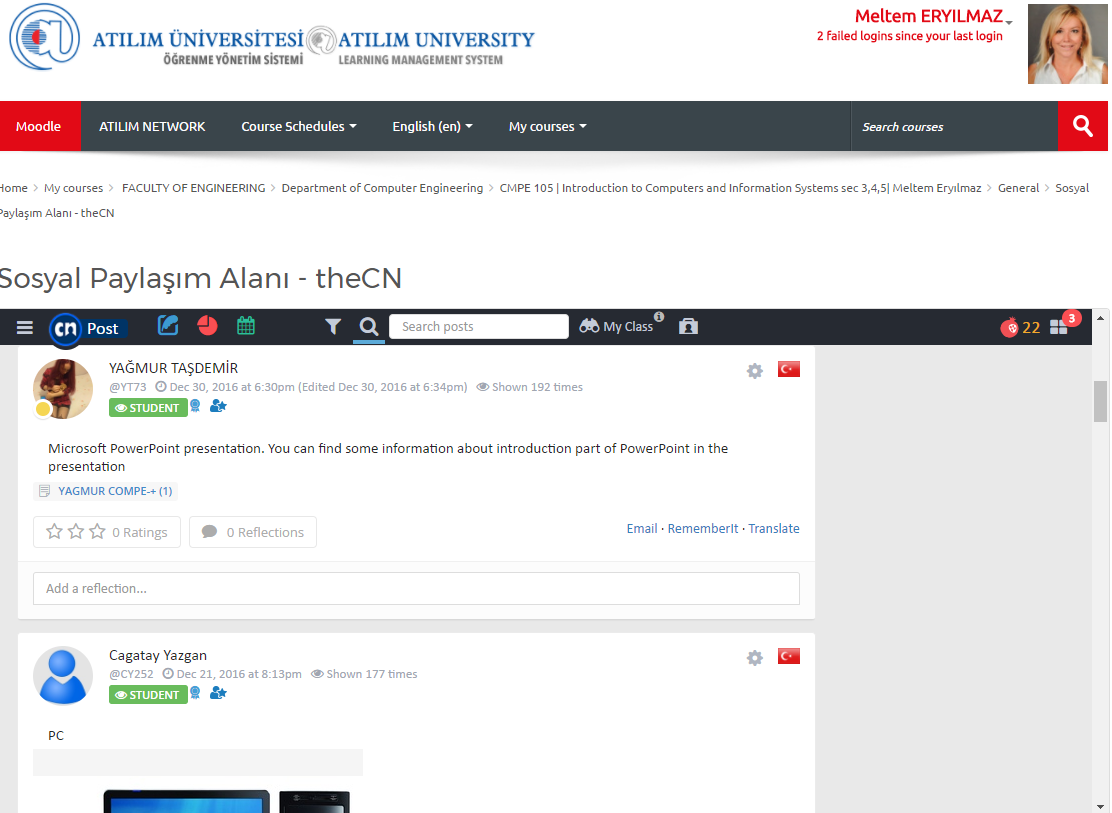 Meltem ERYILMAZ
2 failed logins since your last login
ATILIM ÜNİVERSİTESİ ATILIM UNIVERSITY
ÖĞRENME YÖNETİM SİSTEMİ LEARNING MANAGEMENT SYSTEM
Moodle ATILIM NETWORK Course Schedules English (en) My courses Search courses
Home > My courses > FACULTY OF ENGINEERING > Department of Computer Engineering > CMPE 105 | Introduction to Computers and Information Systems sec 3,4,5| Meltem Eryılmaz > General > Sosyal
Paylaşım Alanı - theCN
Sosyal Paylaşım Alanı - theCN
cn Post Search posts My Class i 22 3
YAĞMUR TAŞDEMİR
@YT73 Dec 30, 2016 at 6:30pm (Edited Dec 30, 2016 at 6:34pm) Shown 192 times
STUDENT
Microsoft PowerPoint presentation. You can find some information about introduction part of PowerPoint in the
presentation
YAGMUR COMPE-+ (1)
0 Ratings 0 Reflections Email · RememberIt · Translate
Add a reflection...
Cagatay Yazgan
@CY252 Dec 21, 2016 at 8:13pm Shown 177 times
STUDENT
PC